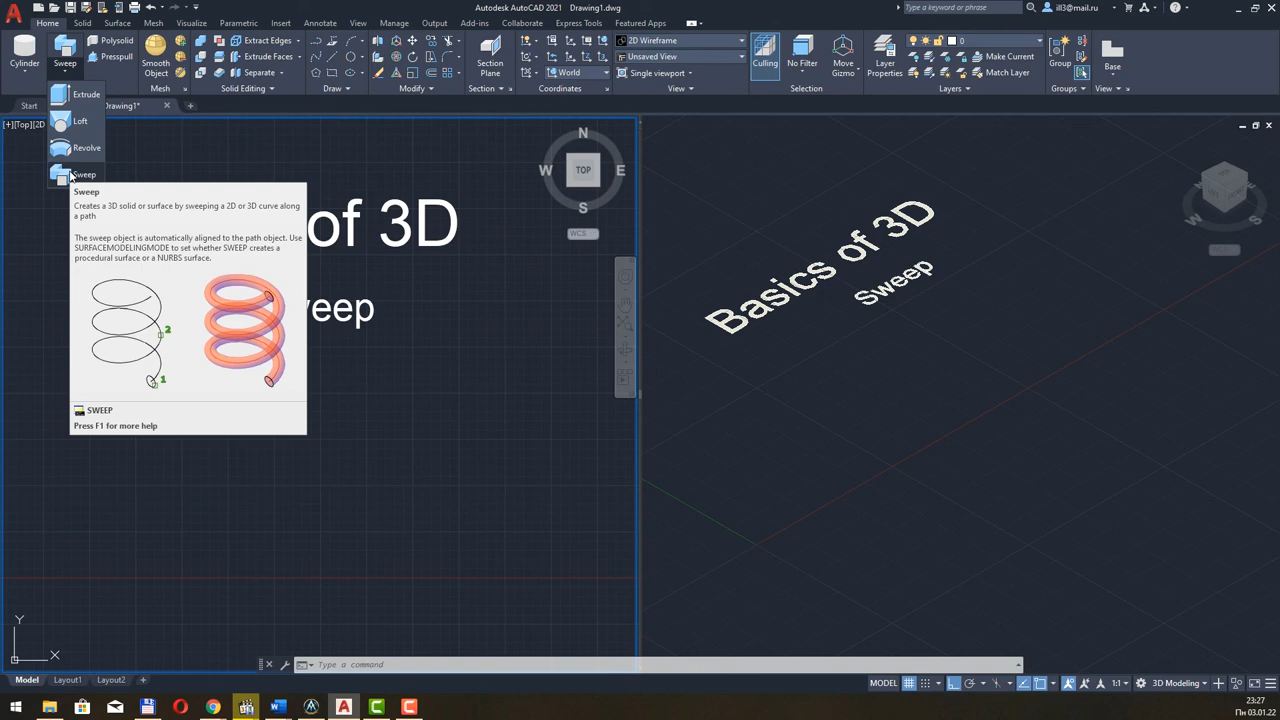 Autodesk AutoCAD 2021 Drawing1.dwg
Type a keyword or phrase
ill3@mail.ru
Home Solid Surface Mesh Visualize Parametric Insert Annotate View Manage Output Add-ins Collaborate Express Tools Featured Apps
Cylinder
Sweep
Polysolid
Presspull
Smooth Object
Extract Edges
Extrude Faces
Separate
Section Plane
World
2D Wireframe
Unsaved View
Single viewport
Culling
No Filter
Move Gizmo
Layer Properties
0
Make Current
Match Layer
Group
Base
Mesh Solid Editing Draw Modify Coordinates View Selection Layers Groups View
Start
Drawing1*
Extrude
Loft
Revolve
Sweep
[+][Top][2D
Sweep
Creates a 3D solid or surface by sweeping a 2D or 3D curve along
a path
The sweep object is automatically aligned to the path object. Use
SURFACEMODELINGMODE to set whether SWEEP creates a
procedural surface or a NURBS surface.
2
1
SWEEP
Press F1 for more help
of 3D
eep
N
W TOP E
S
WCS
Basics of 3D
Sweep
W S
Y
X
Type a command
Model Layout1 Layout2
MODEL
1:1
3D Modeling
23:27
Пн 03.01.22